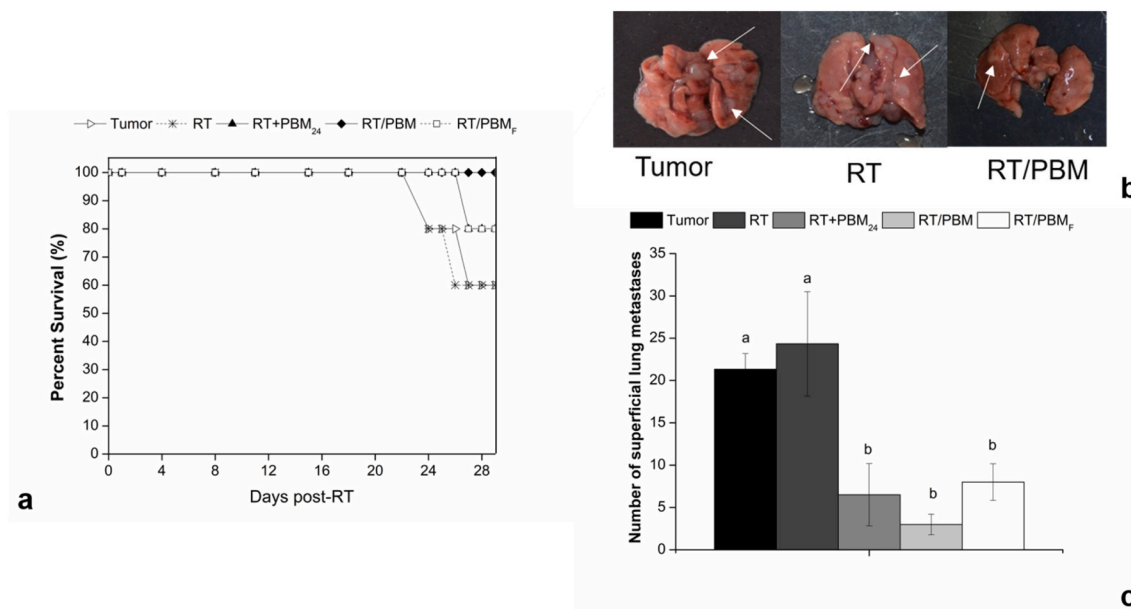 Tumor RT RT+PBM24 RT/PBM RT/PBMF
100
90
80
70
60
50
40
30
20
10
0
Percent Survival (%)
0 4 8 12 16 20 24 28
Days post-RT
a
Tumor RT RT/PBM
b
Tumor RT RT+PBM24 RT/PBM RT/PBMF
35
30
25
20
15
10
5
0
Number of superficial lung metastases
a a b b b